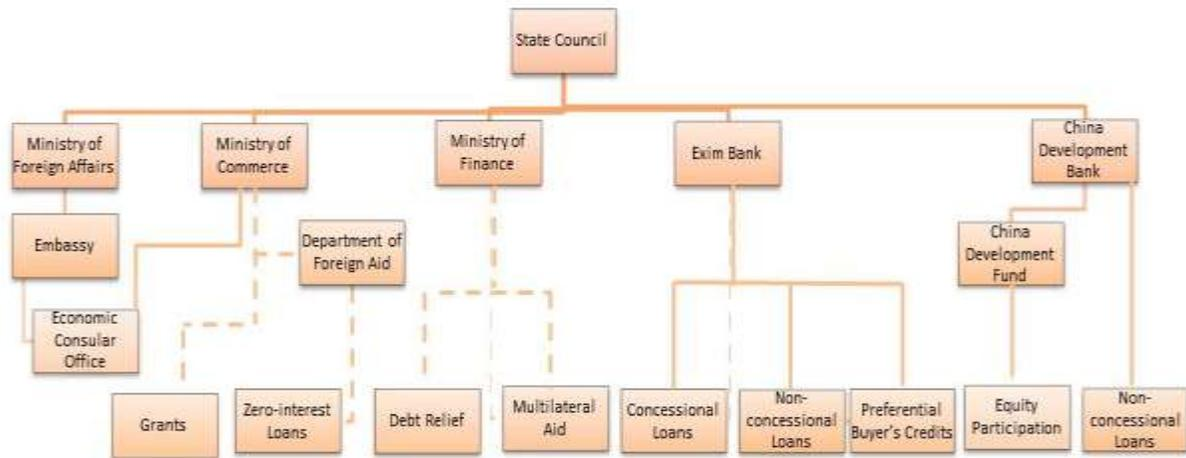 State Council
Ministry of
Foreign Affairs
Ministry of
Commerce
Ministry of
Finance
Exim Bank
China
Development
Bank
Embassy
Department of
Foreign Aid
China
Development
Fund
Economic
Consular
Office
Grants
Zero-interest
Loans
Debt Relief
Multilateral
Aid
Concessional
Loans
Non-
concessional
Loans
Preferential
Buyer's Credits
Equity
Participation
Non-
concessional
Loans